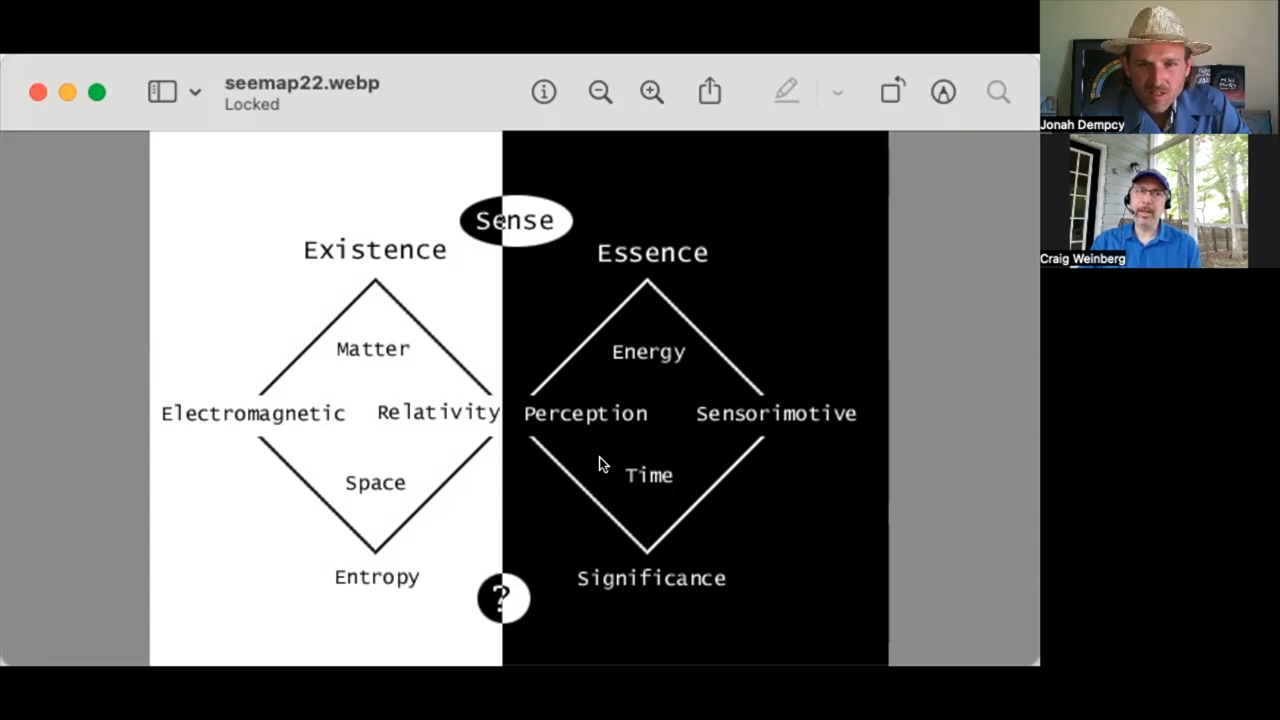 seemap22.webp
Locked
Jonah Dempcy
Craig Weinberg
Sense
Existence
Essence
Matter
Energy
Electromagnetic
Relativity
Perception
Sensorimotive
Space
Time
Entropy
Significance
?